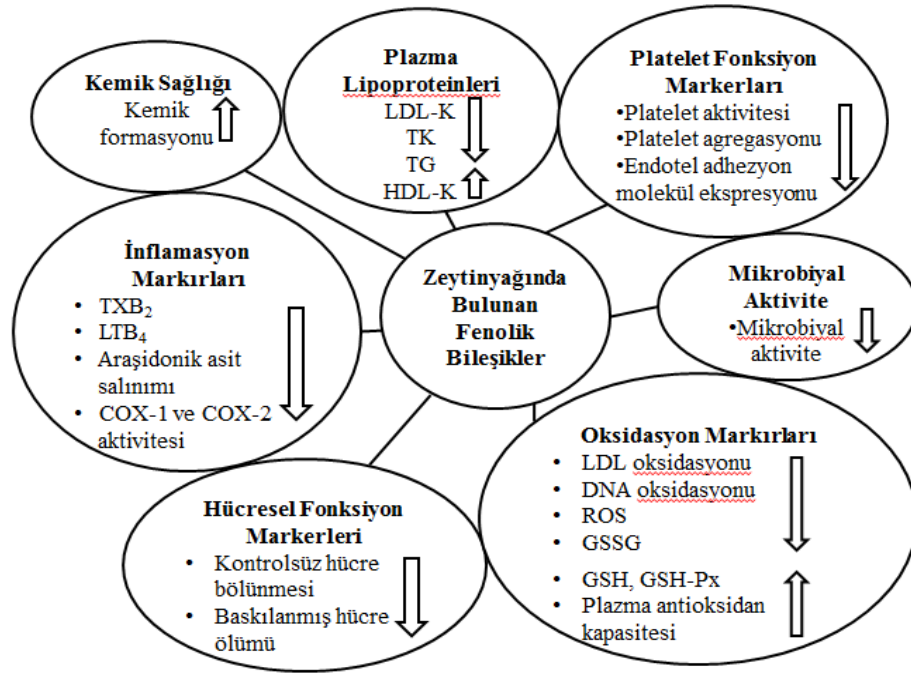 Kemik Sağlığı
Kemik
formasyonu
Plazma
Lipoproteinleri
LDL-K
TK
TG
HDL-K
Platelet Fonksiyon
Markerları
•Platelet aktivitesi
•Platelet agregasyonu
•Endotel adhezyon
molekül ekspresyonu
İnflamasyon
Markırları
• TXB₂
• LTB₄
• Araşidonik asit
salınımı
• COX-1 ve COX-2
aktivitesi
Zeytinyağında
Bulunan
Fenolik
Bileşikler
Mikrobiyal
Aktivite
•Mikrobiyal
aktivite
Hücresel Fonksiyon
Markerleri
• Kontrolsüz hücre
bölünmesi
• Baskılanmış hücre
ölümü
Oksidasyon Markırları
• LDL oksidasyonu
• DNA oksidasyonu
• ROS
• GSSG
• GSH, GSH-Px
• Plazma antioksidan
kapasitesi